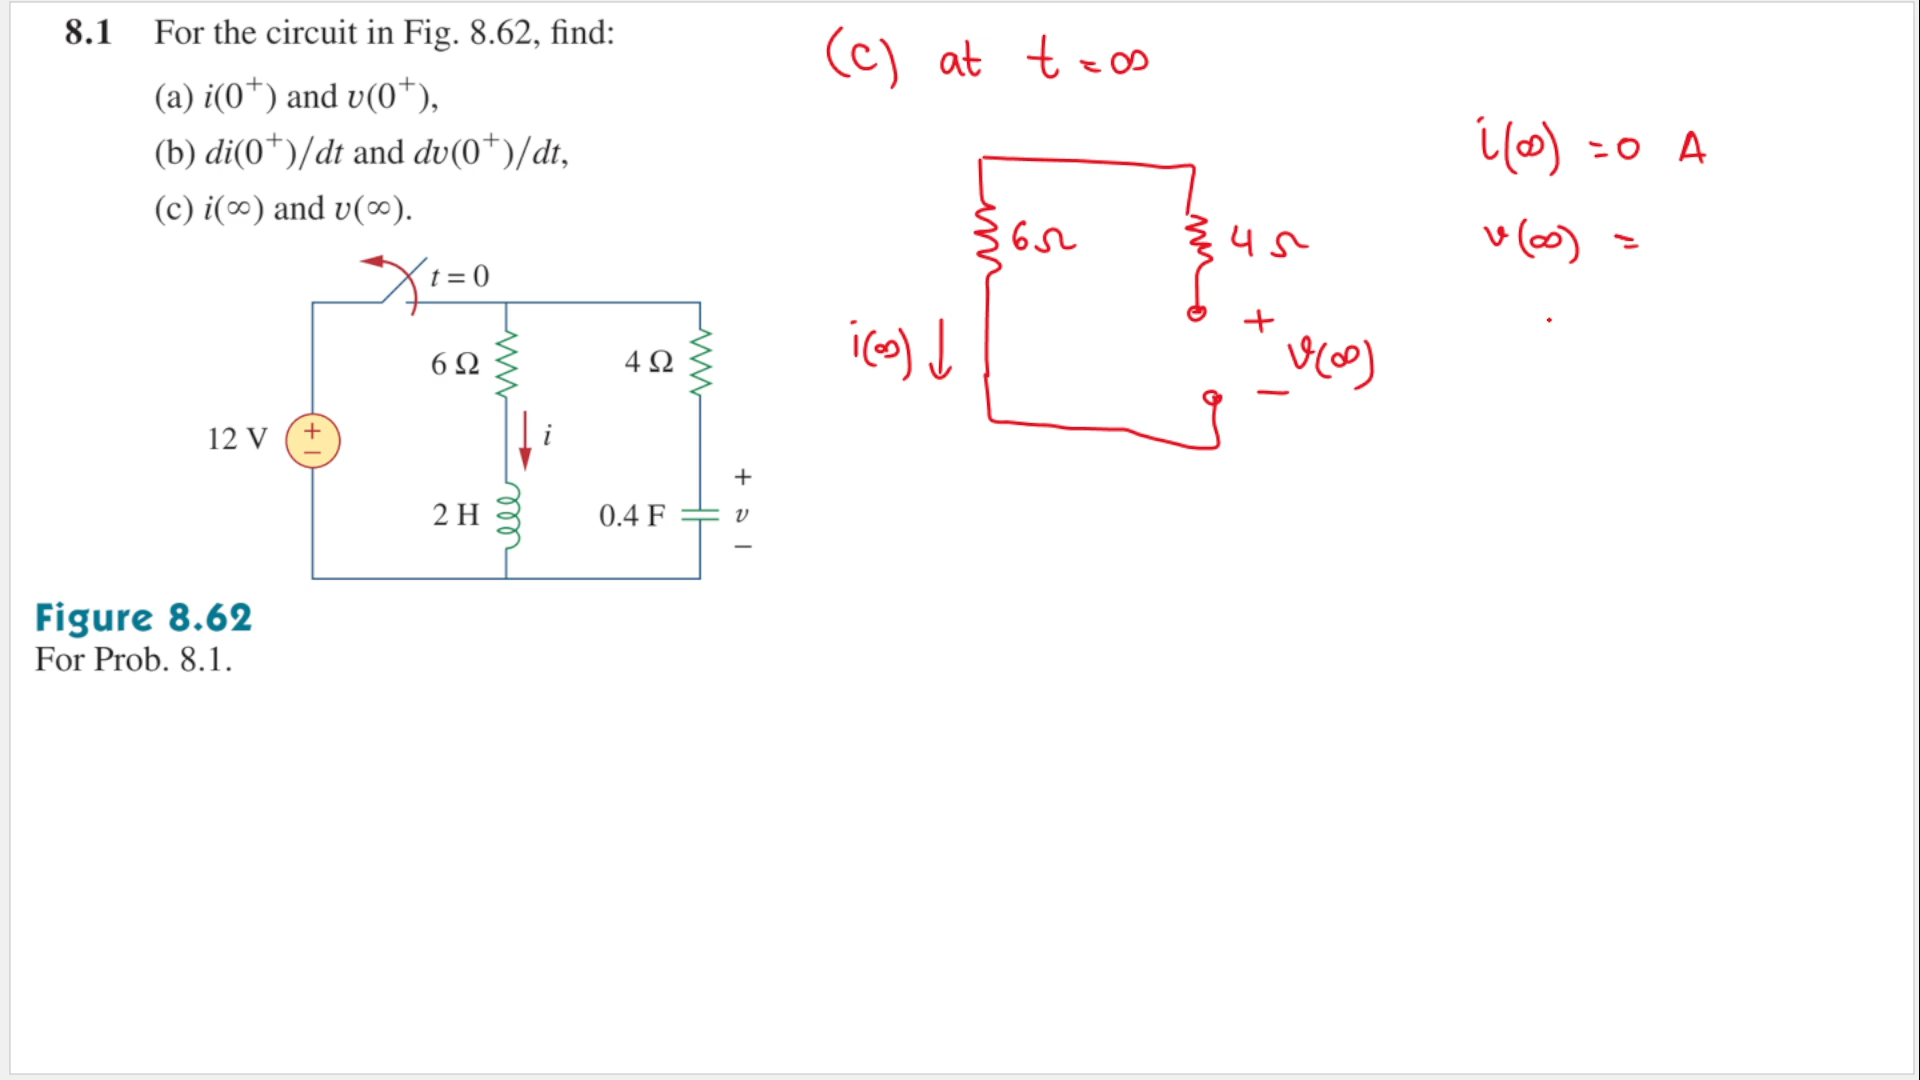 8.1 For the circuit in Fig. 8.62, find:
(a) i(0⁺) and v(0⁺),
(b) di(0⁺)/dt and dv(0⁺)/dt,
(c) i(∞) and v(∞).
t = 0
6 Ω
4 Ω
12 V
+
−
i
2 H
0.4 F
+
v
−
Figure 8.62
For Prob. 8.1.
(c) at t = ∞
6Ω
4 Ω
i(∞) ↓
+
v(∞)
−
i(∞) = 0 A
v(∞) =